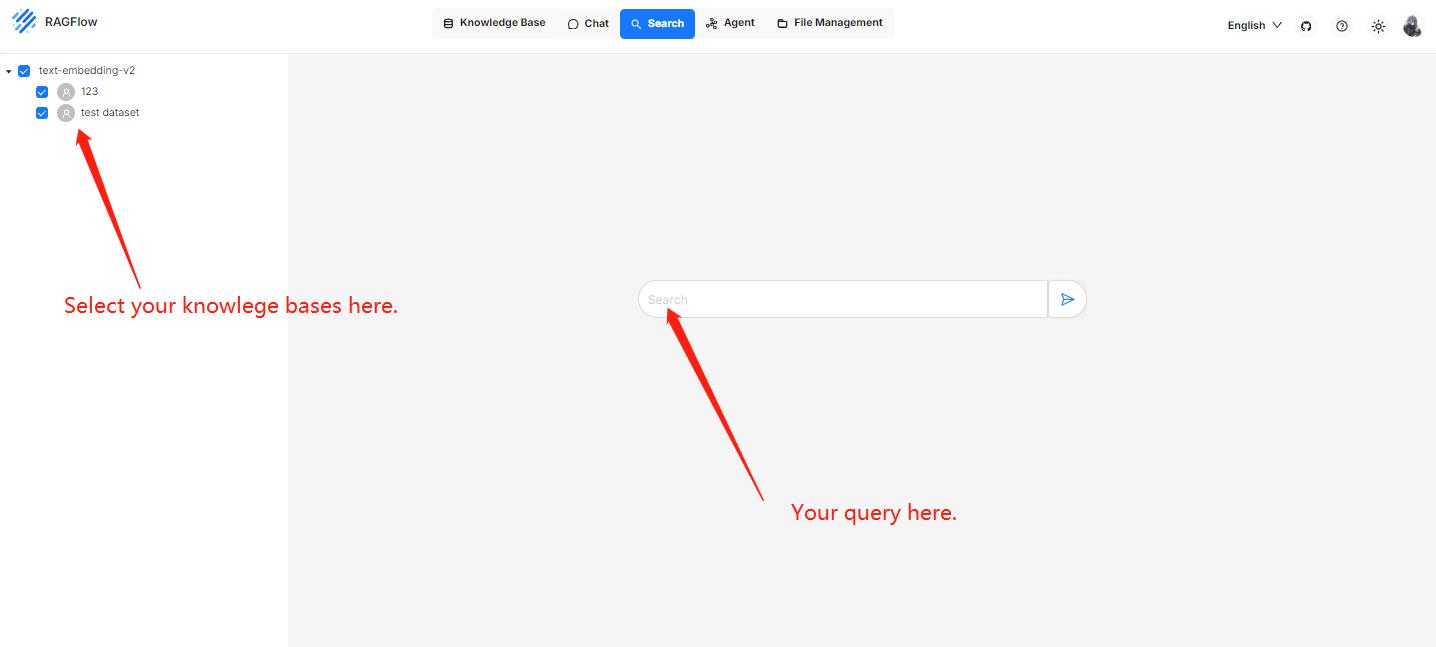 RAGFlow
Knowledge Base
Chat
Search
Agent
File Management
English
text-embedding-v2
123
test dataset
Select your knowlege bases here.
Search
Your query here.